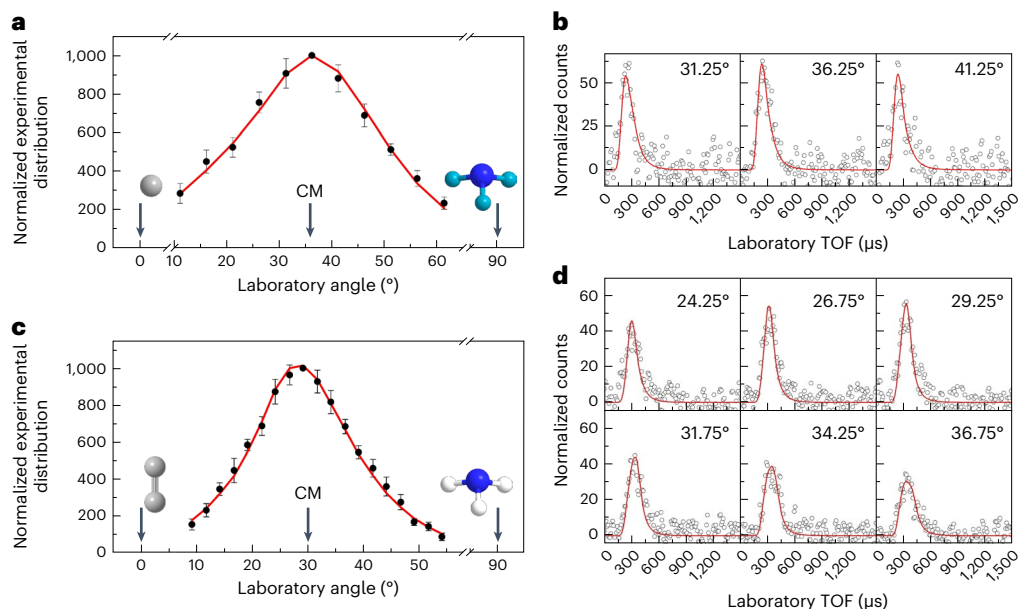 a
Normalized experimental
distribution
1,000
800
600
400
200
0
CM
0 10 20 30 40 50 60 90
Laboratory angle (°)
b
Normalized counts
50
25
0
31.25° 36.25° 41.25°
0 300 600 900 1,200 0 300 600 900 1,200 0 300 600 900 1,200 1,500
Laboratory TOF (μs)
c
Normalized experimental
distribution
1,000
800
600
400
200
0
CM
0 10 20 30 40 50 90
Laboratory angle (°)
d
Normalized counts
60
40
20
0
24.25° 26.75° 29.25°
60
40
20
0
31.75° 34.25° 36.75°
0 300 600 900 1,200 0 300 600 900 1,200 0 300 600 900 1,200 1,500
Laboratory TOF (μs)